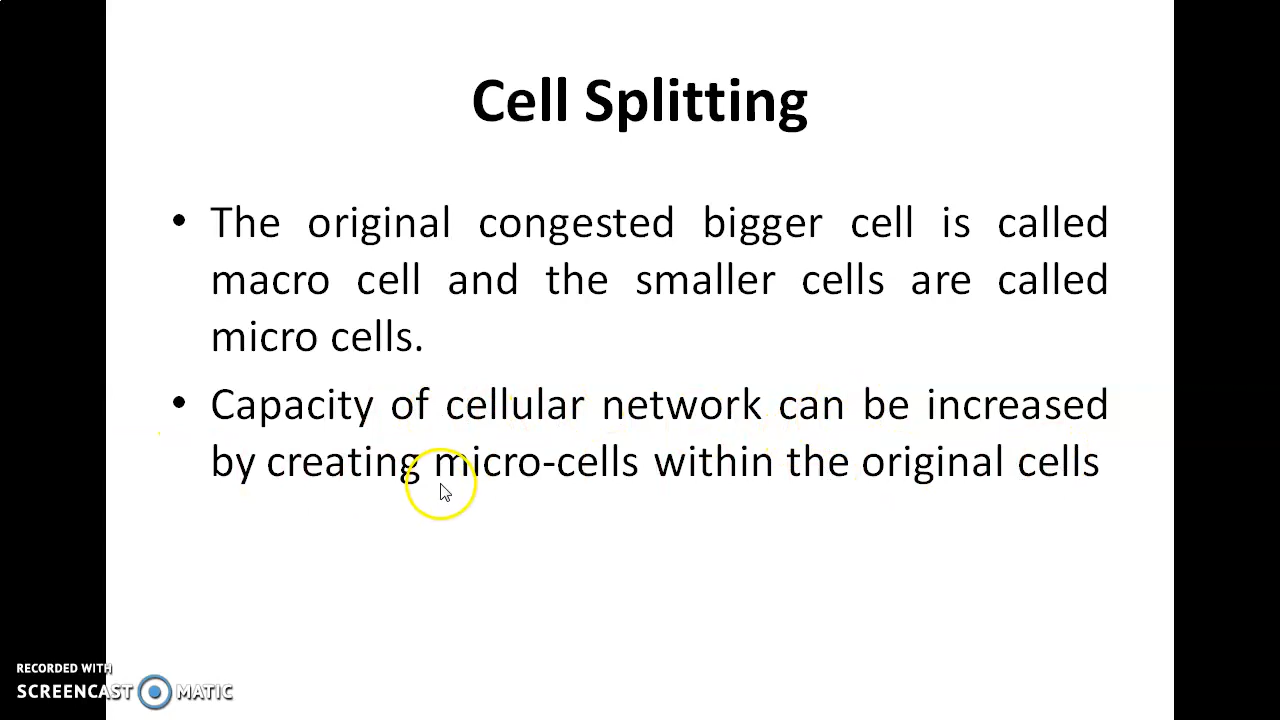 Cell Splitting
• The original congested bigger cell is called
macro cell and the smaller cells are called
micro cells.
• Capacity of cellular network can be increased
by creating micro-cells within the original cells
RECORDED WITH
SCREENCAST MATIC